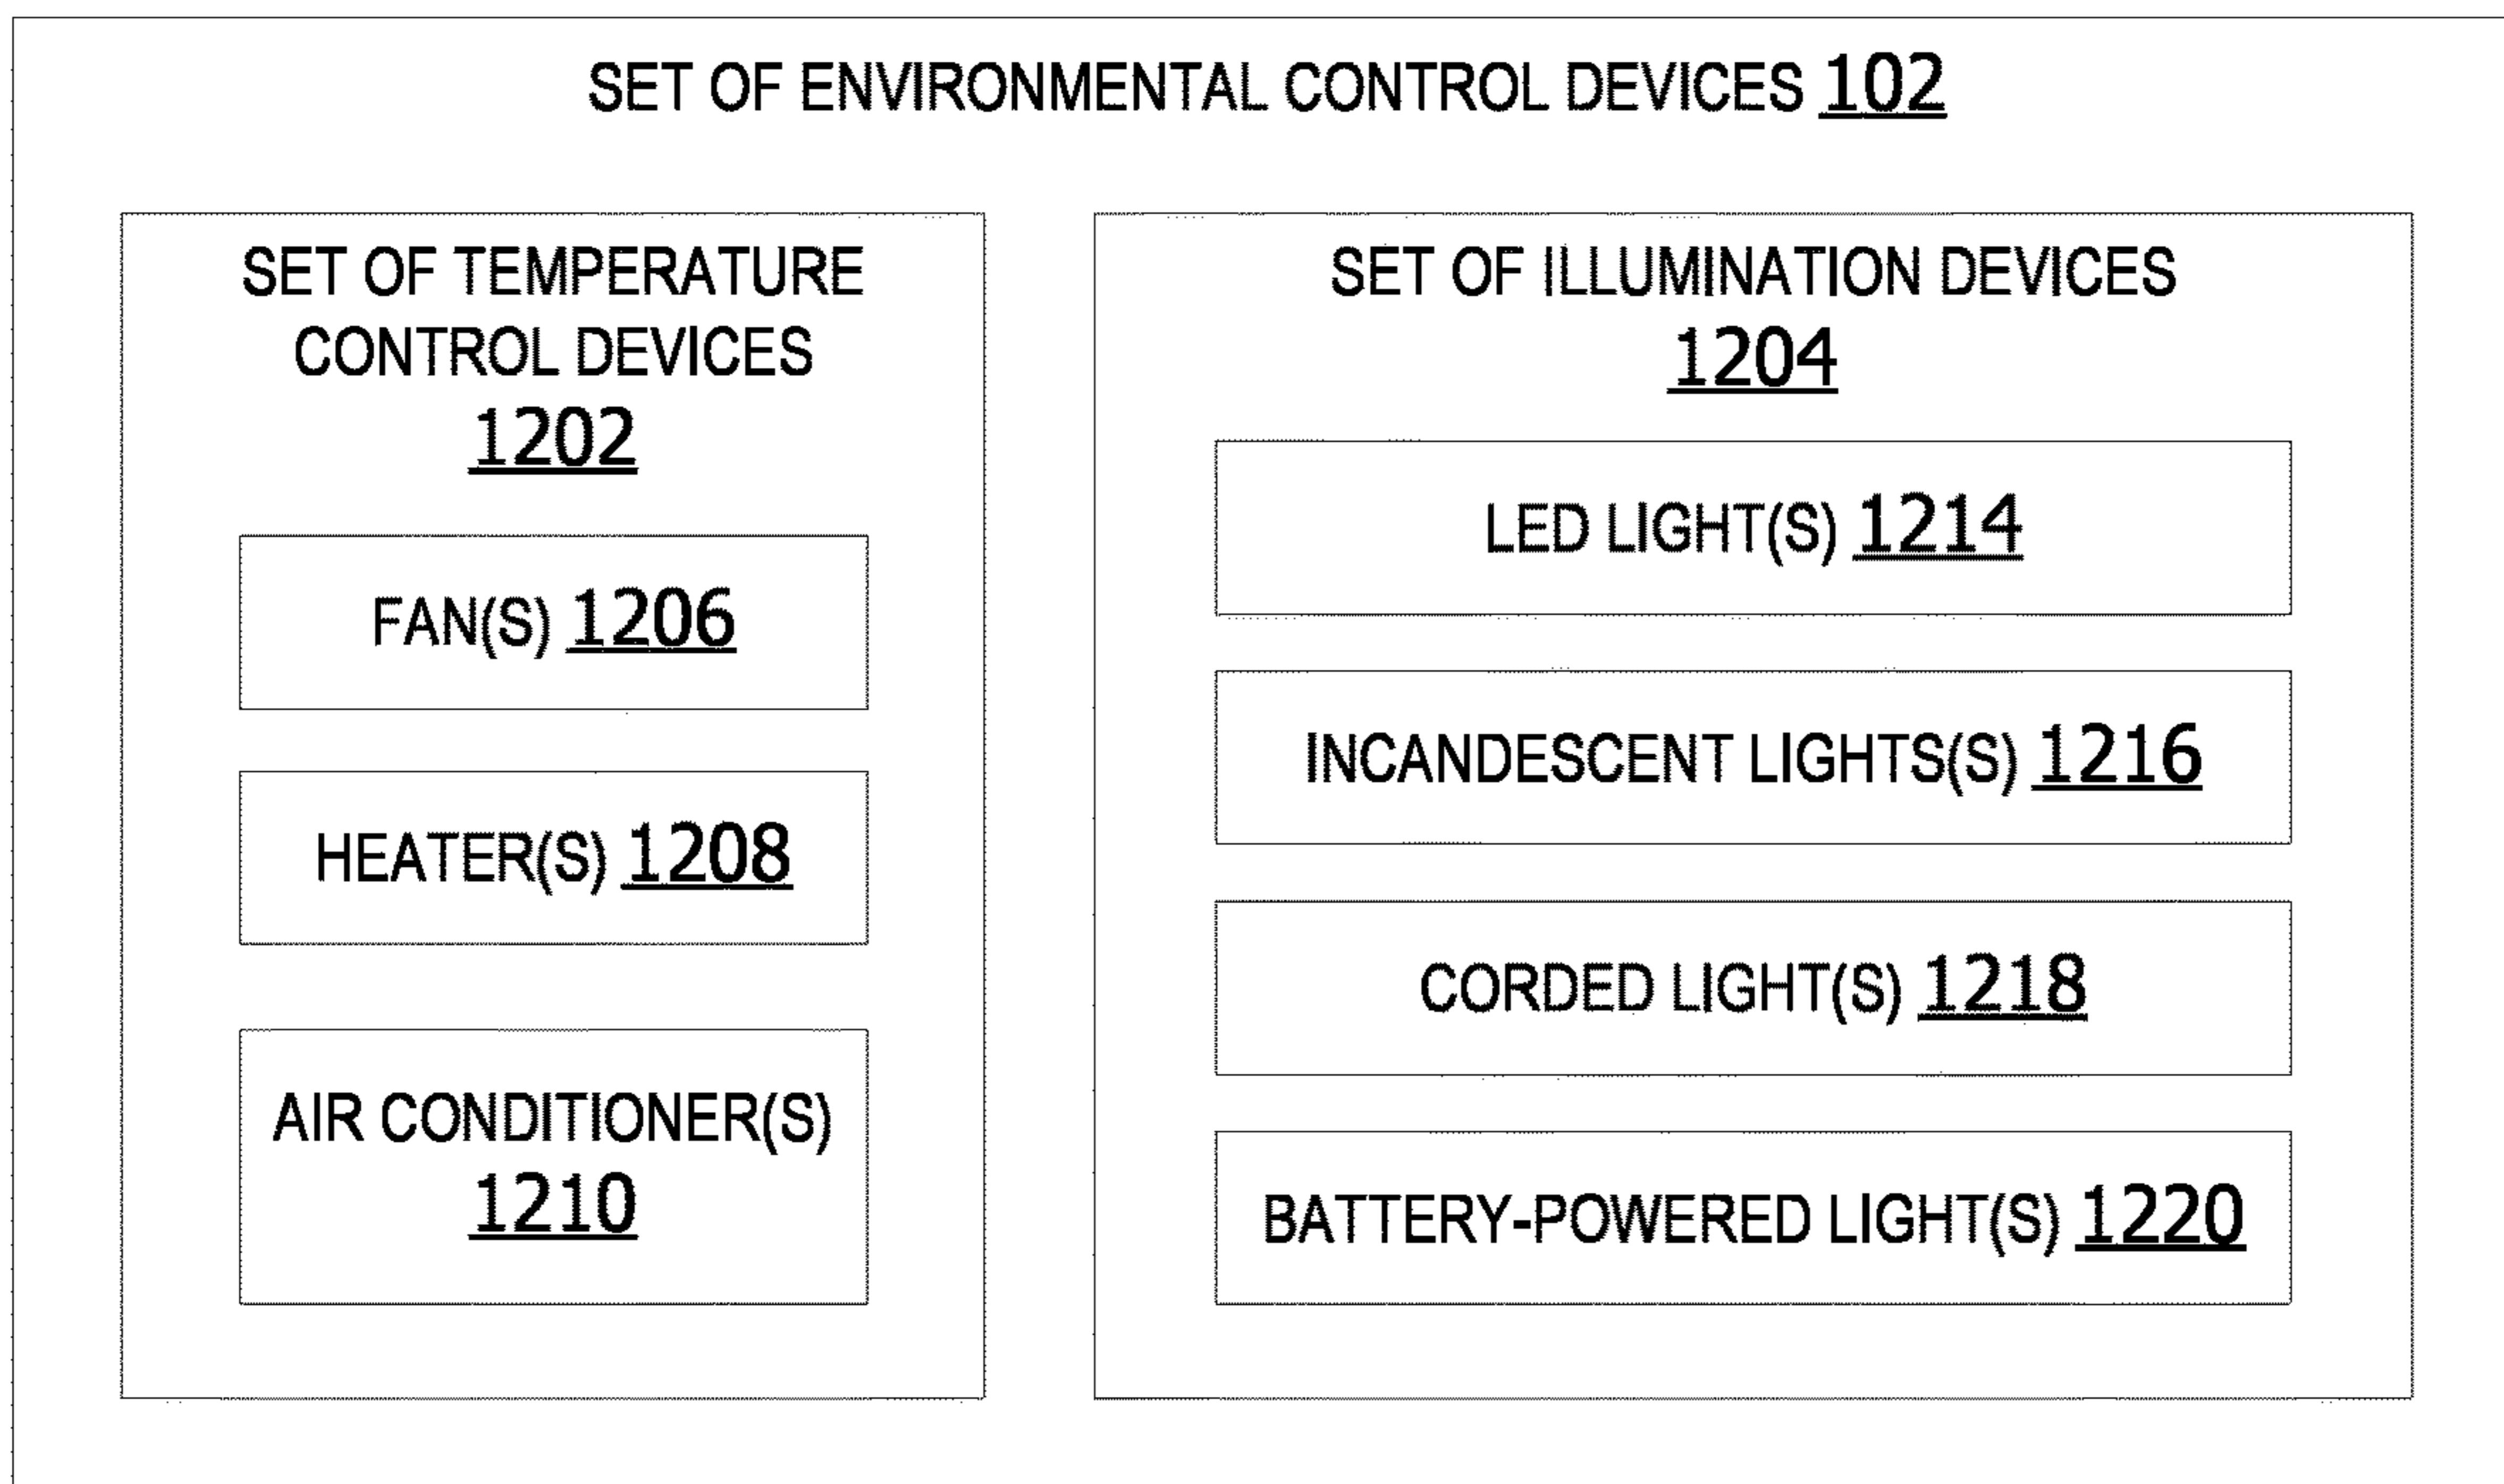 SET OF ENVIRONMENTAL CONTROL DEVICES 102
SET OF TEMPERATURE
CONTROL DEVICES
1202
FAN(S) 1206
HEATER(S) 1208
AIR CONDITIONER(S)
1210
SET OF ILLUMINATION DEVICES
1204
LED LIGHT(S) 1214
INCANDESCENT LIGHTS(S) 1216
CORDED LIGHT(S) 1218
BATTERY-POWERED LIGHT(S) 1220